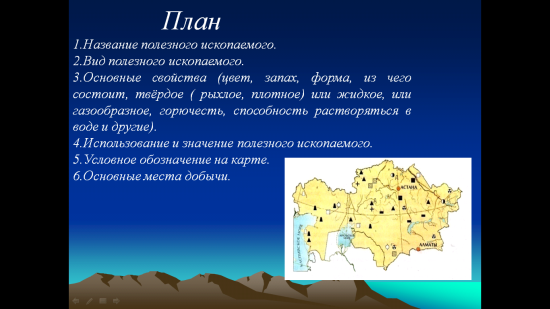 План
1.Название полезного ископаемого.
2.Вид полезного ископаемого.
3.Основные свойства (цвет, запах, форма, из чего
состоит, твёрдое ( рыхлое, плотное) или жидкое, или
газообразное, горючесть, способность растворяться в
воде и другие).
4.Использование и значение полезного ископаемого.
5.Условное обозначение на карте.
6.Основные места добычи.
АСТАНА
АЛМАТЫ